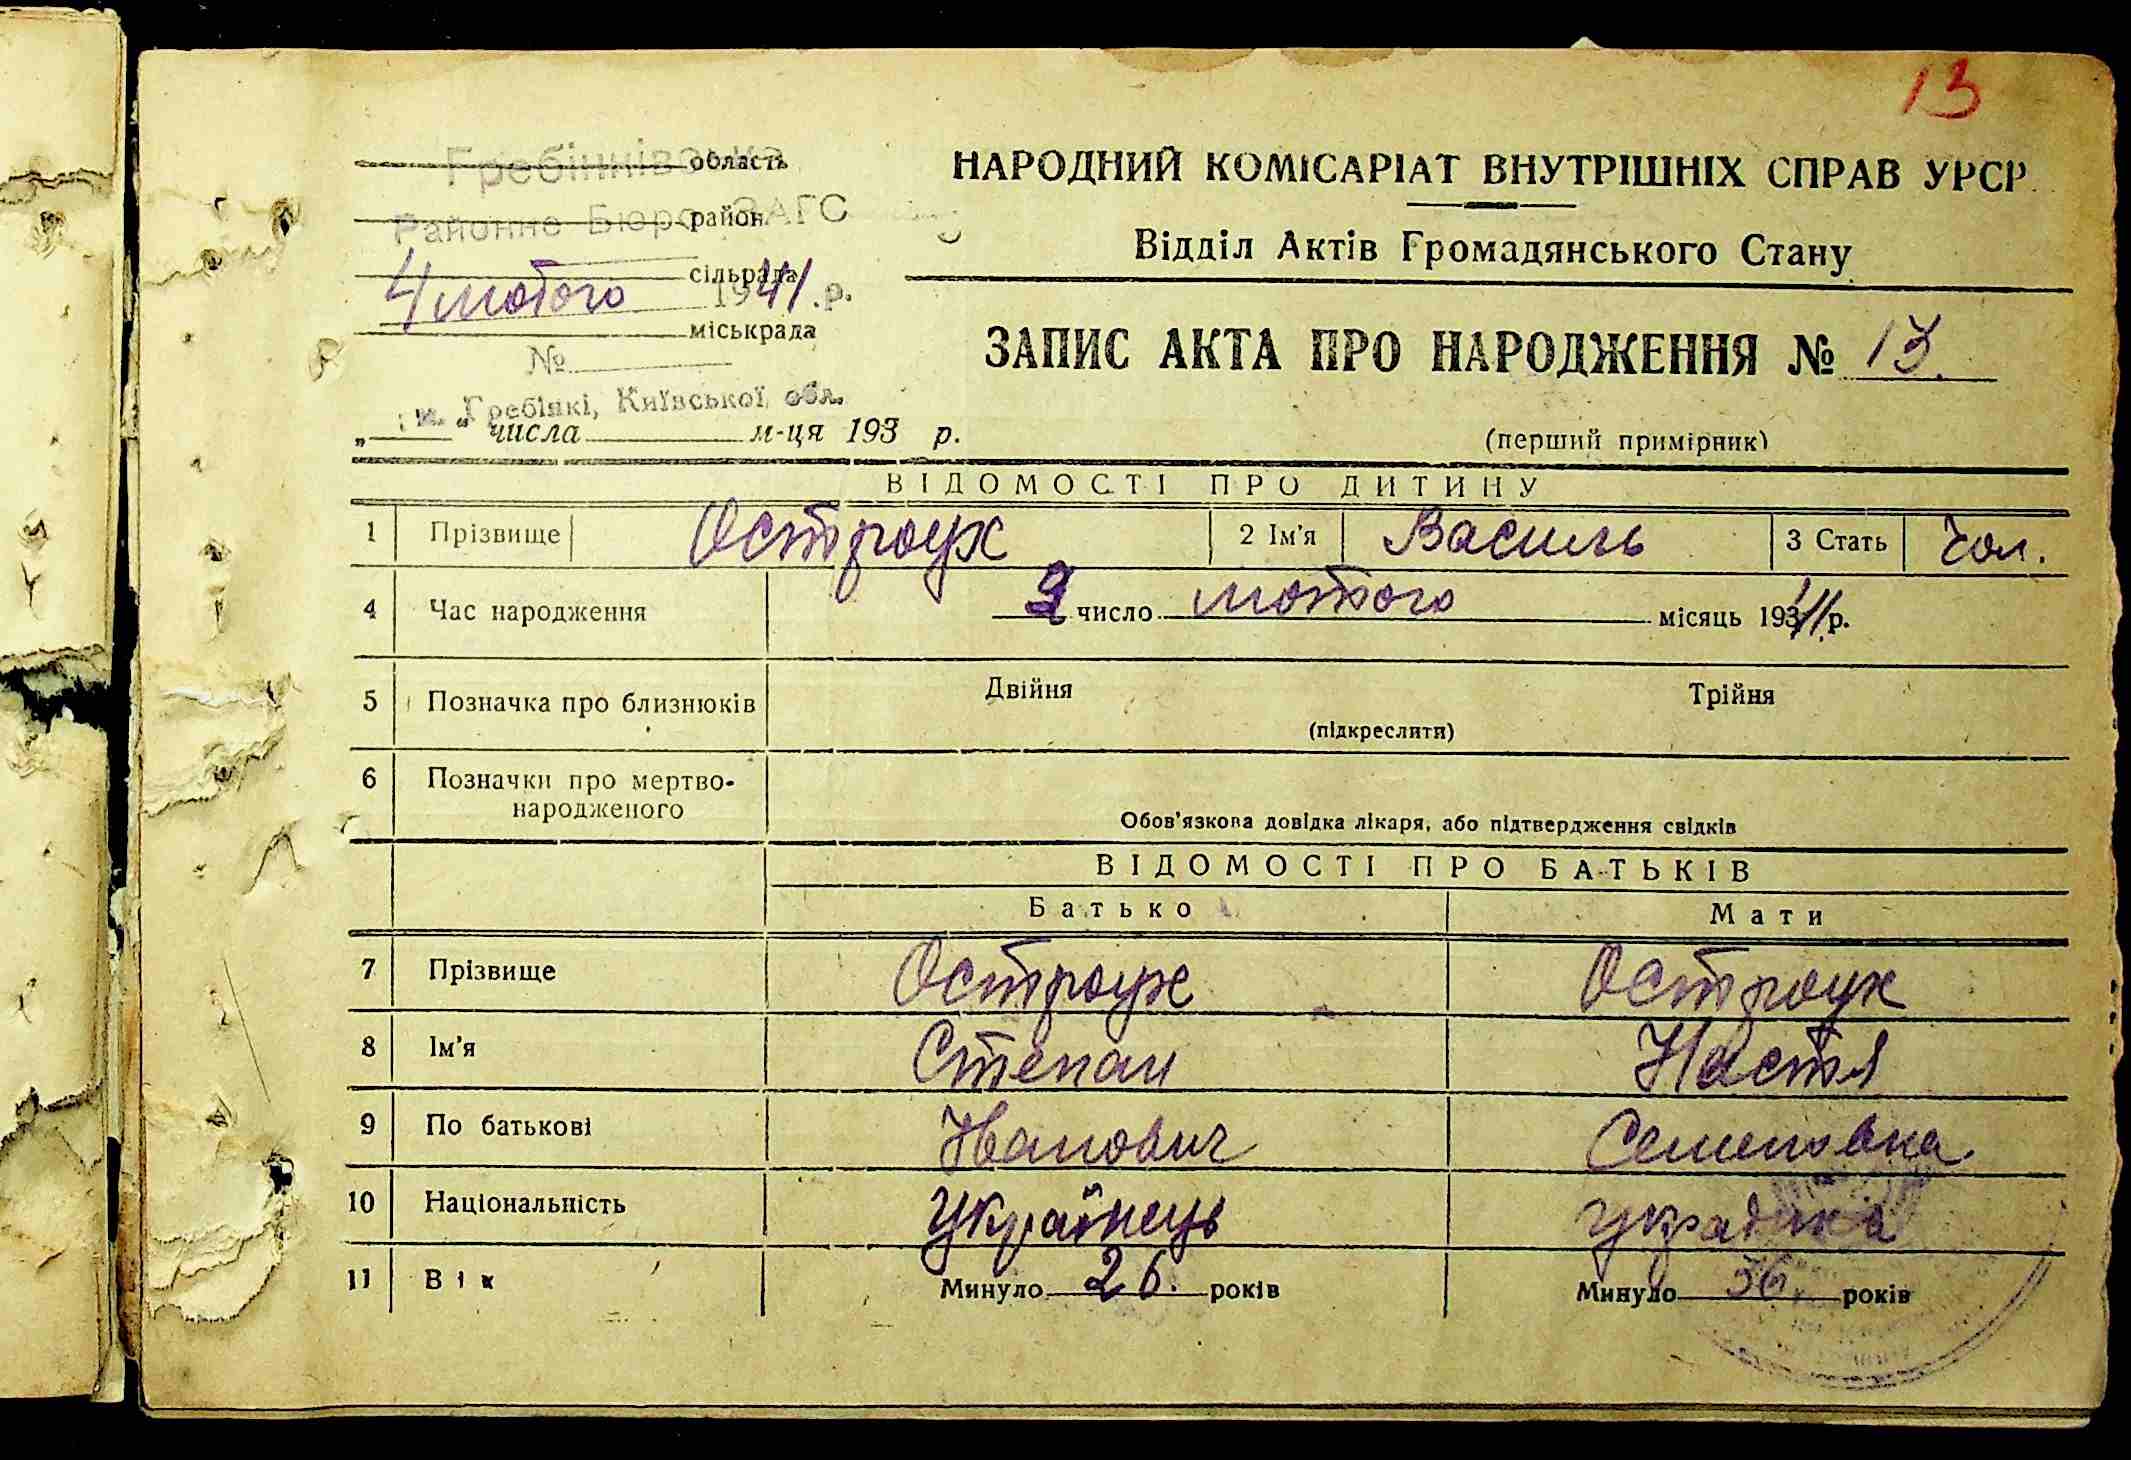 13
Гребінківське область
Районне Бюро ЗАГС район
сільрада
4 лютого 1941.р.
міськрада
№
м. Гребінкі, Київської обл.
„ “ числа м-ця 193 р.
НАРОДНИЙ КОМІСАРІАТ ВНУТРІШНІХ СПРАВ УРСР
Відділ Актів Громадянського Стану
ЗАПИС АКТА ПРО НАРОДЖЕННЯ № 13.
(перший примірник)
ВІДОМОСТІ ПРО ДИТИНУ
1 Прізвище Остроух 2 Ім'я Василь 3 Стать Чол.
4 Час народження число лютого місяць 1941 р.
5 Позначка про близнюків Двійня Трійня
(підкреслити)
6 Позначки про мертво-
народженого
Обов'язкова довідка лікаря, або підтвердження свідків
ВІДОМОСТІ ПРО БАТЬКІВ
Батько Мати
7 Прізвище Остроух Остроух
8 Ім'я Степан Настя
9 По батькові Іванович Семеновна
10 Національність Українець Українка
11 Вік Минуло 26. років Минуло 36. років